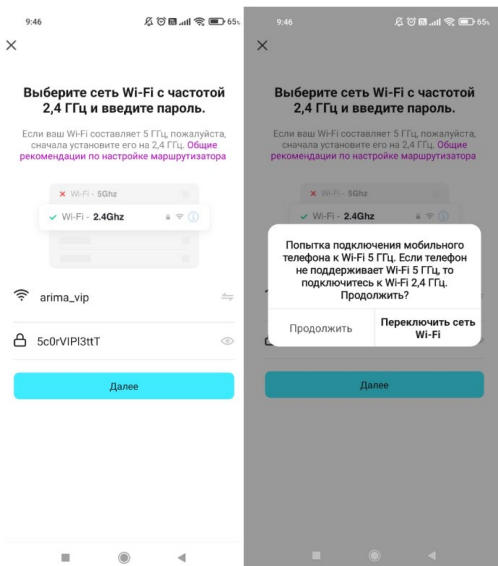 9:46
65%
Выберите сеть Wi-Fi с частотой
2,4 ГГц и введите пароль.
Если ваш Wi-Fi составляет 5 ГГц, пожалуйста,
сначала установите его на 2,4 ГГц. Общие
рекомендации по настройке маршрутизатора
Wi-Fi - 5Ghz
Wi-Fi - 2.4Ghz
arima_vip
5c0rVIPl3ttT
Далее
9:46
65%
Выберите сеть Wi-Fi с частотой
2,4 ГГц и введите пароль.
Если ваш Wi-Fi составляет 5 ГГц, пожалуйста,
сначала установите его на 2,4 ГГц. Общие
рекомендации по настройке маршрутизатора
Wi-Fi - 5Ghz
Wi-Fi - 2.4Ghz
Попытка подключения мобильного
телефона к Wi-Fi 5 ГГц. Если телефон
не поддерживает Wi-Fi 5 ГГц, то
подключитесь к Wi-Fi 2,4 ГГц.
Продолжить?
Продолжить
Переключить сеть
Wi-Fi
Далее